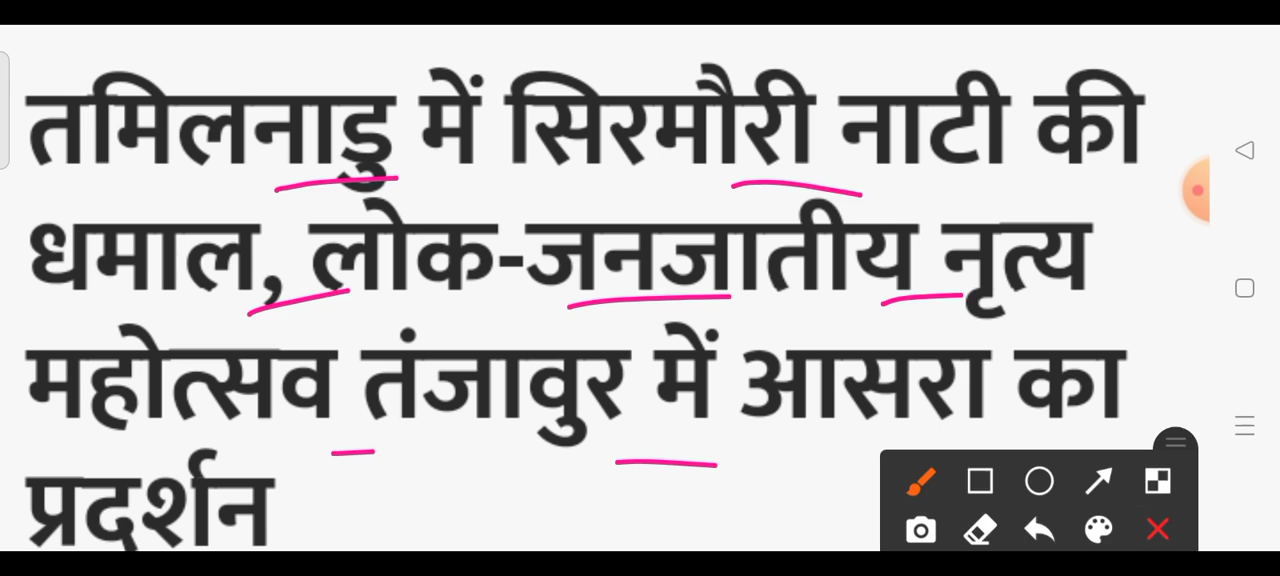 तमिलनाडु में सिरमौरी नाटी की
धमाल, लोक-जनजातीय नृत्य
महोत्सव तंजावुर में आसरा का
प्रदर्शन